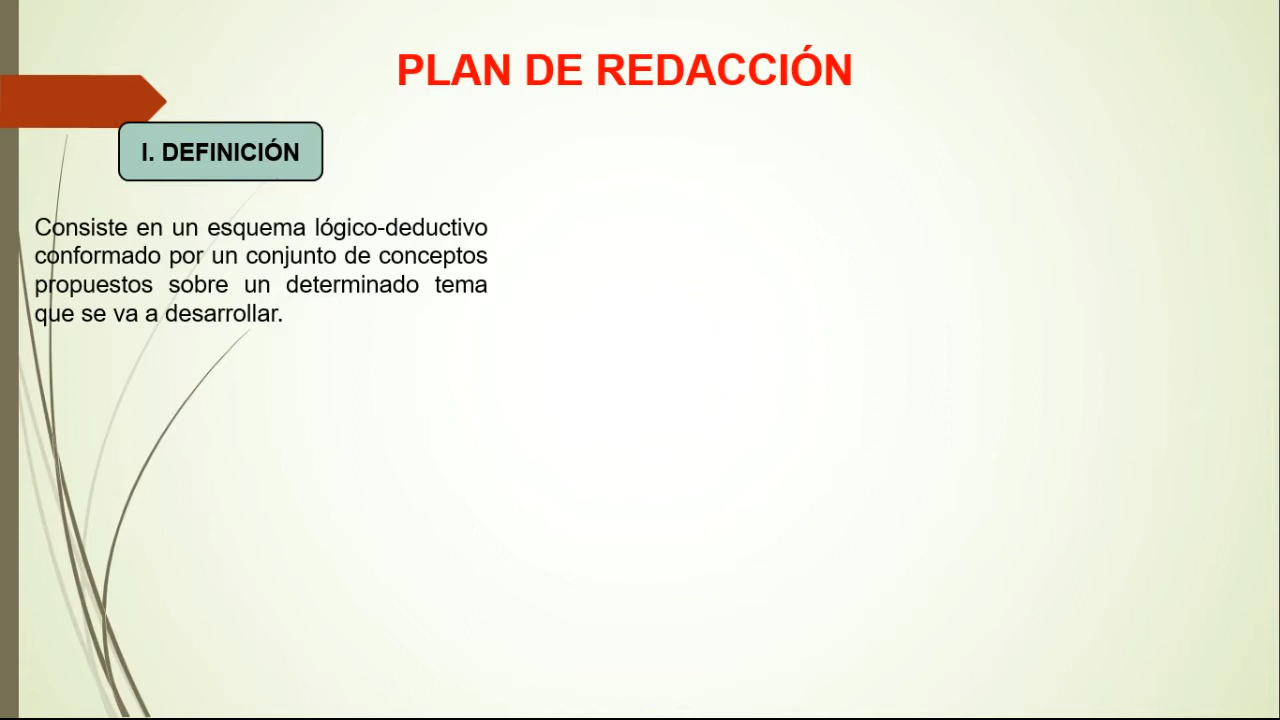 PLAN DE REDACCIÓN
I. DEFINICIÓN
Consiste en un esquema lógico-deductivo
conformado por un conjunto de conceptos
propuestos sobre un determinado tema
que se va a desarrollar.